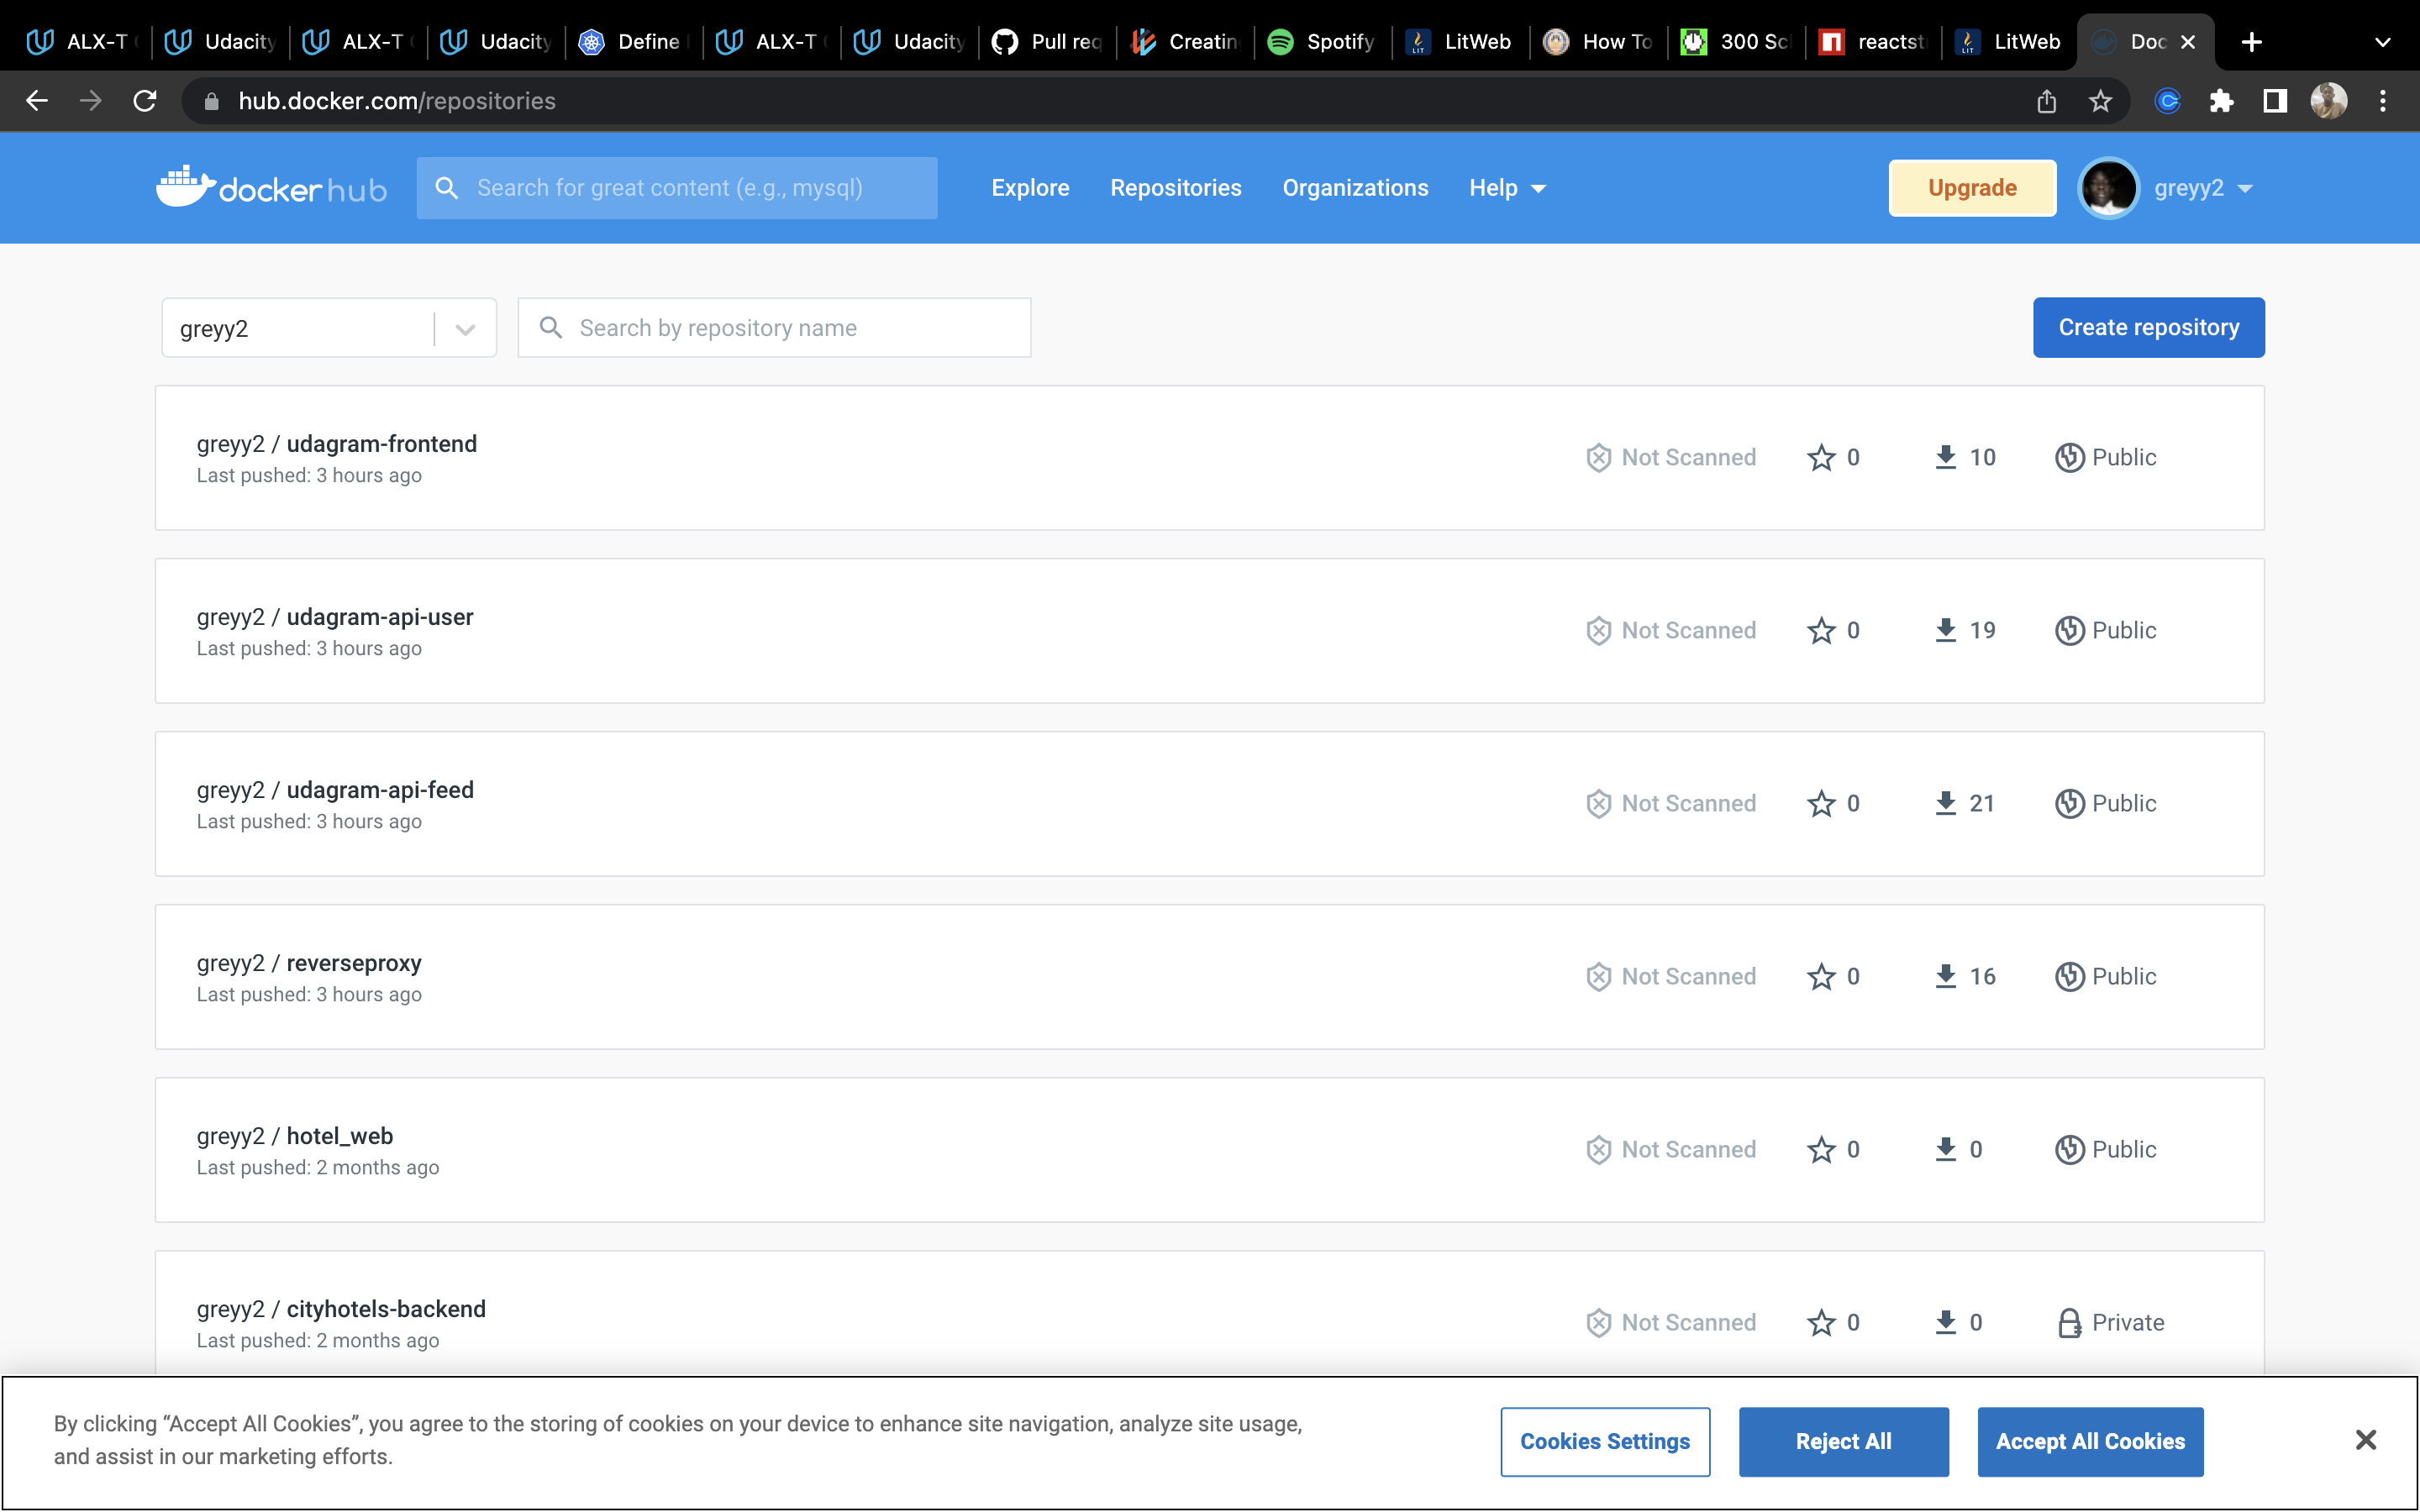 ALX-T Udacity ALX-T Udacity Define ALX-T Udacity Pull req Creatin Spotify LitWeb How To 300 Sc reactst LitWeb Doc
hub.docker.com/repositories
docker hub Search for great content (e.g., mysql) Explore Repositories Organizations Help Upgrade greyy2
greyy2 Search by repository name Create repository
greyy2 / udagram-frontend
Last pushed: 3 hours ago
Not Scanned 0 10 Public
greyy2 / udagram-api-user
Last pushed: 3 hours ago
Not Scanned 0 19 Public
greyy2 / udagram-api-feed
Last pushed: 3 hours ago
Not Scanned 0 21 Public
greyy2 / reverseproxy
Last pushed: 3 hours ago
Not Scanned 0 16 Public
greyy2 / hotel_web
Last pushed: 2 months ago
Not Scanned 0 0 Public
greyy2 / cityhotels-backend
Last pushed: 2 months ago
Not Scanned 0 0 Private
By clicking “Accept All Cookies”, you agree to the storing of cookies on your device to enhance site navigation, analyze site usage,
and assist in our marketing efforts.
Cookies Settings Reject All Accept All Cookies